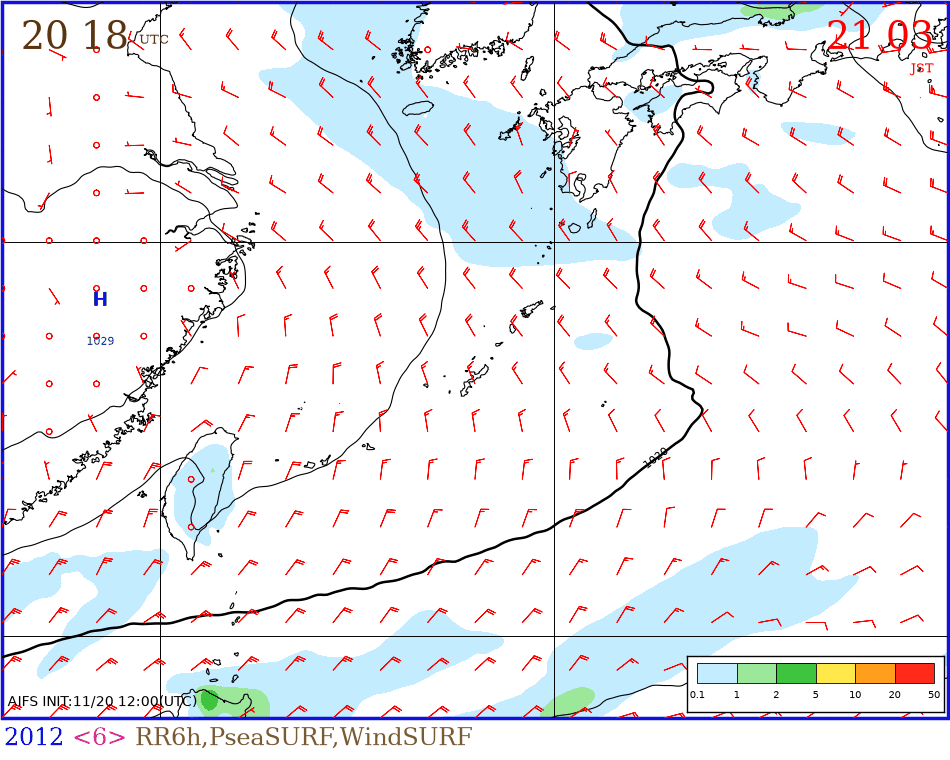 20 18 UTC
21 03
JST
H
1029
1020
AIFS INIT:11/20 12:00(UTC)
0.1 1 2 5 10 20 50
2012 <6> RR6h,PseaSURF,WindSURF